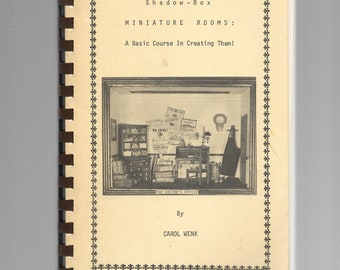 Shadow-Box
MINIATURE ROOMS:
A Basic Course In Creating Them!
By
CAROL WENK